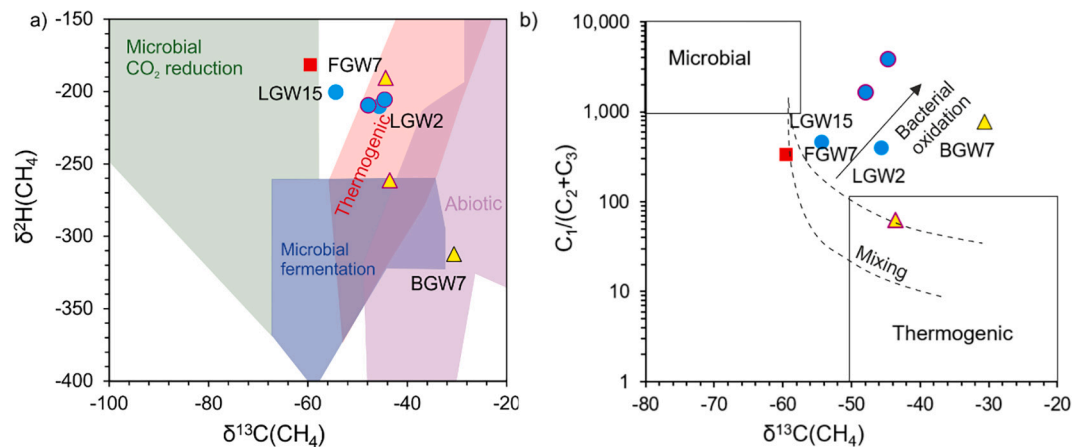 a)
-150
-200
-250
-300
-350
-400
δ²H(CH₄)
Microbial
CO₂ reduction
FGW7
LGW15
LGW2
Thermogenic
Abiotic
Microbial
fermentation
BGW7
-100
-80
-60
-40
-20
δ¹³C(CH₄)
b)
10,000
1,000
100
10
1
C₁/(C₂+C₃)
Microbial
LGW15
FGW7
LGW2
Bacterial
oxidation
BGW7
Mixing
Thermogenic
-80
-60
-50
-40
-30
-20
δ¹³C(CH₄)